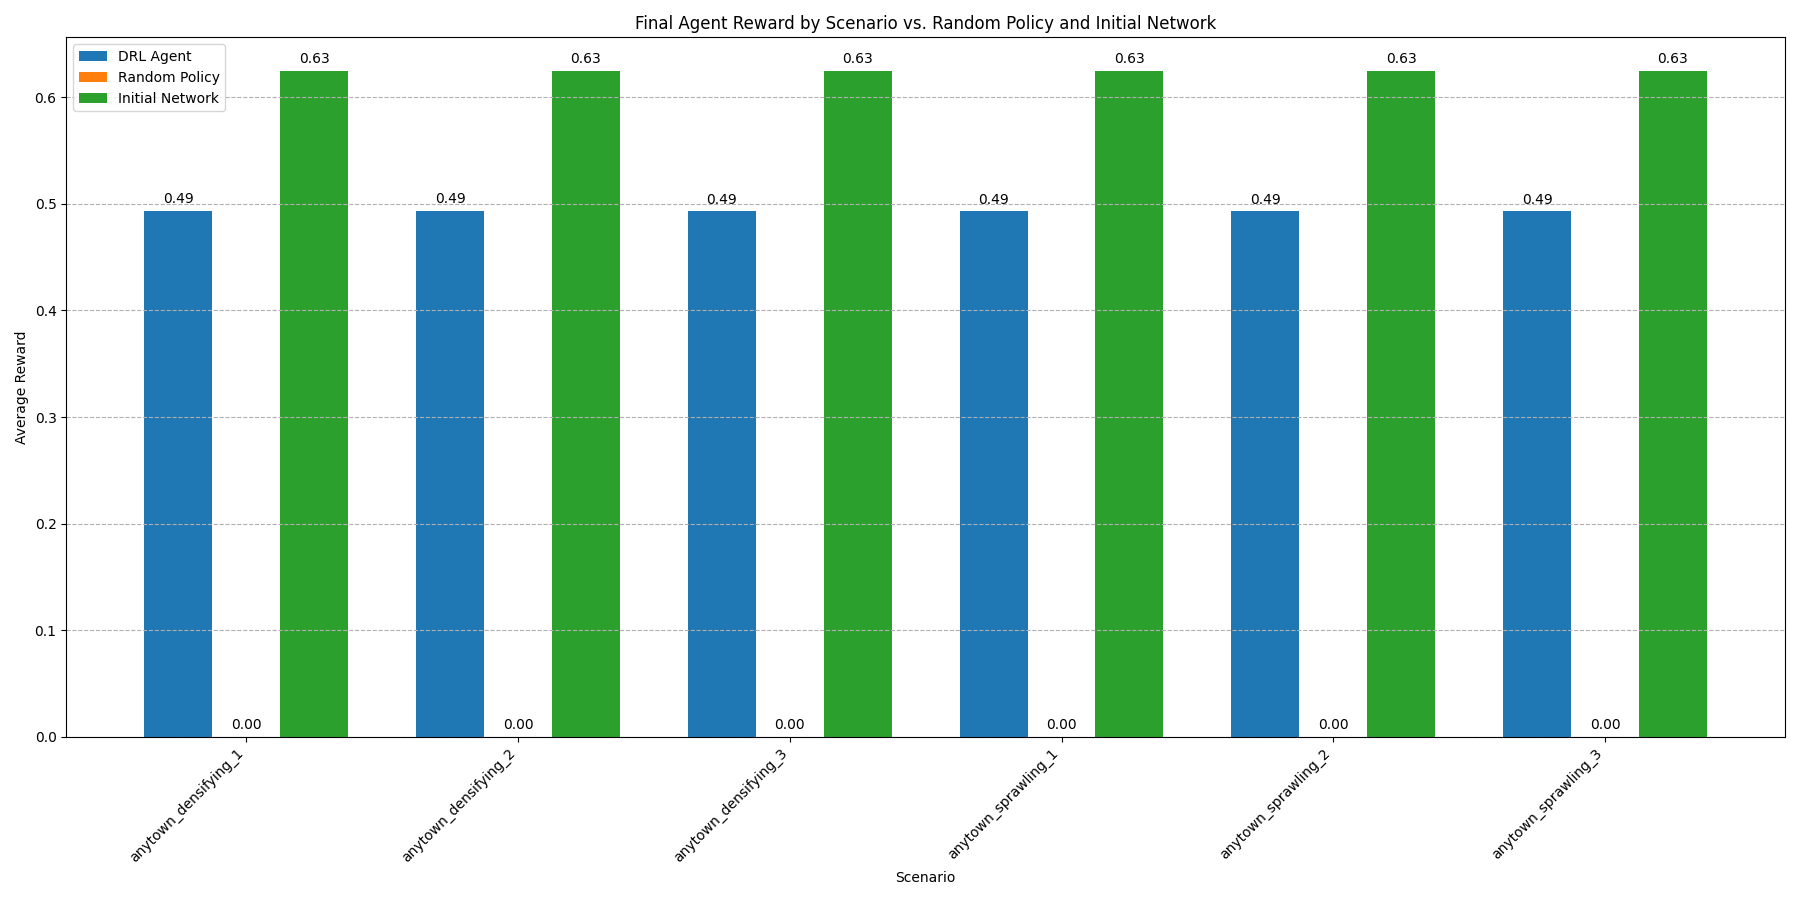 Final Agent Reward by Scenario vs. Random Policy and Initial Network
DRL Agent
Random Policy
Initial Network
0.63
0.63
0.63
0.63
0.63
0.63
0.49
0.49
0.49
0.49
0.49
0.49
0.00
0.00
0.00
0.00
0.00
0.00
0.6
0.5
0.4
0.3
0.2
0.1
0.0
Average Reward
anytown_densifying_1
anytown_densifying_2
anytown_densifying_3
anytown_sprawling_1
anytown_sprawling_2
anytown_sprawling_3
Scenario